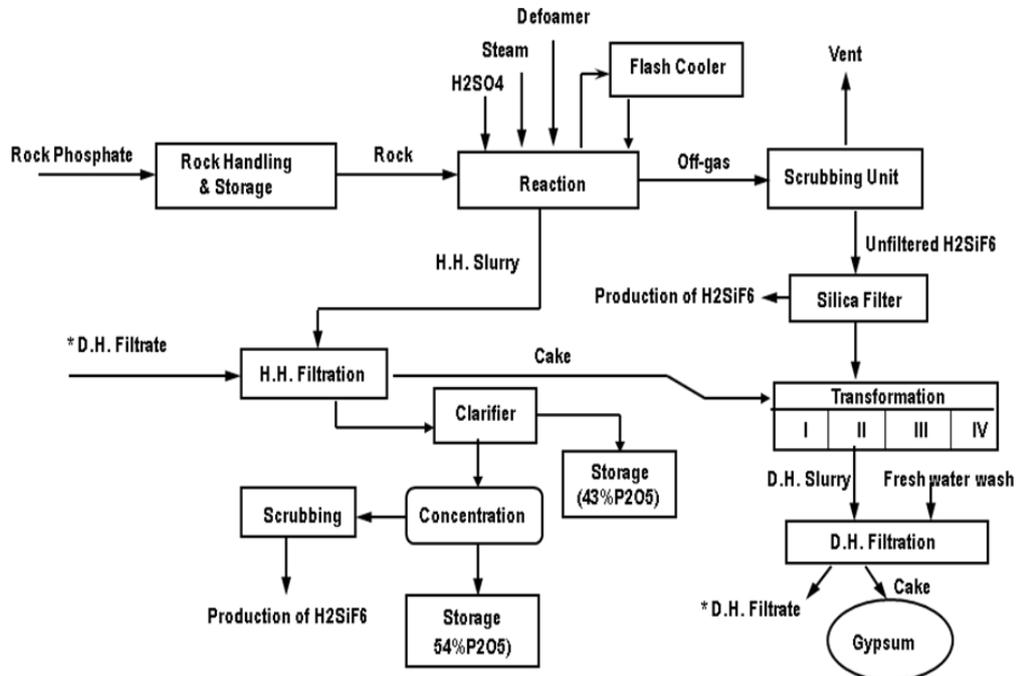 Defoamer
Steam
H2SO4
Flash Cooler
Vent
Rock Phosphate
Rock Handling
& Storage
Rock
Reaction
Off-gas
Scrubbing Unit
H.H. Slurry
Unfiltered H2SiF6
Production of H2SiF6
Silica Filter
*D.H. Filtrate
H.H. Filtration
Cake
Transformation
I II III IV
Clarifier
Storage
(43%P2O5)
D.H. Slurry
Fresh water wash
Scrubbing
Concentration
D.H. Filtration
Production of H2SiF6
Storage
54%P2O5)
*D.H. Filtrate
Cake
Gypsum